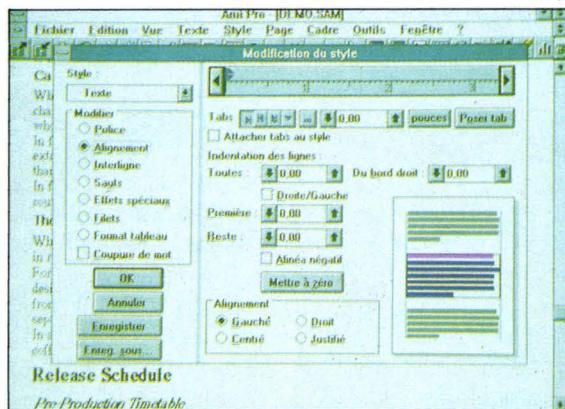 Ami Pro - [DEMO.SAM]
Fichier Edition Vue Texte Style Page Cadre Outils Fenêtre ?
Modification du style
Style :
Texte
Modifier
Police
Alignement
Interligne
Sauts
Effets spéciaux
Filets
Format tableau
Coupure de mot
OK
Annuler
Enregistrer
Enreg. sous...
1 2 3
Tabs 0,00 pouces Poser tab
Attacher tabs au style
Indentation des lignes :
Toutes : 0,00 Du bord droit : 0,00
Droite/Gauche
Première : 0,00
Reste : 0,00
Alinéa négatif
Mettre à zéro
Alignement
Gauche Droit
Centré Justifié
Release Schedule
Pre-Production Timetable